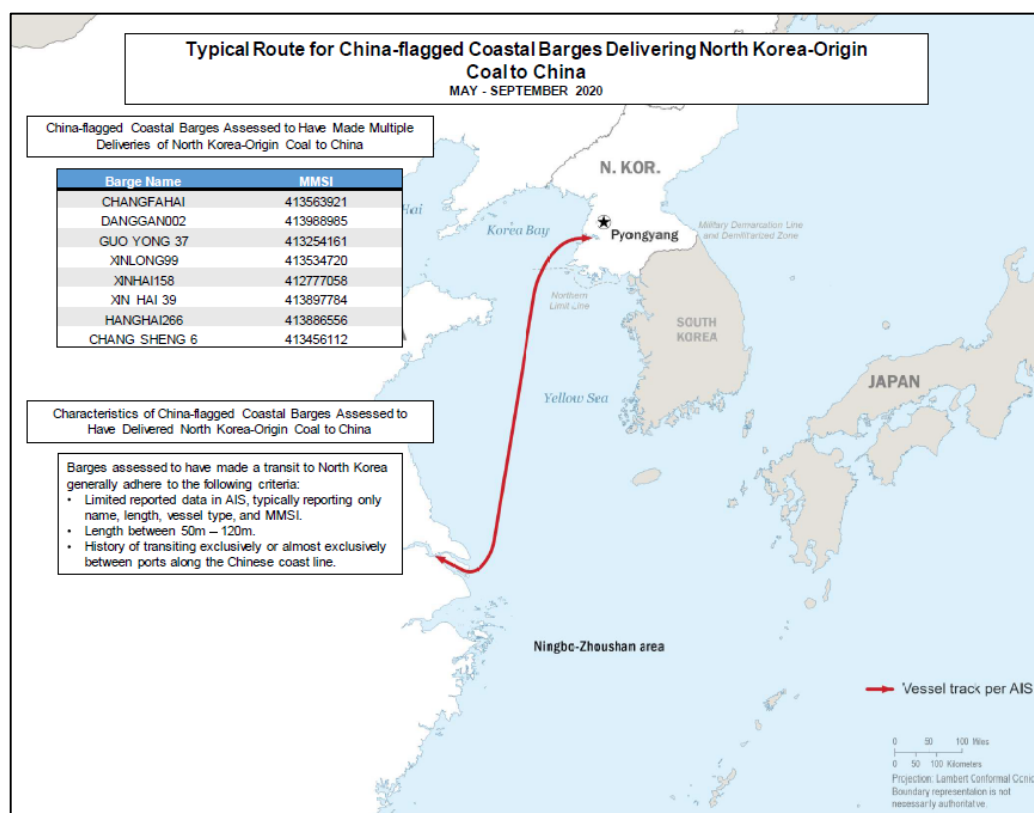 Typical Route for China-flagged Coastal Barges Delivering North Korea-Origin
Coal to China
MAY - SEPTEMBER 2020
China-flagged Coastal Barges Assessed to Have Made Multiple
Deliveries of North Korea-Origin Coal to China
Barge Name MMSI
CHANGFAHAI 413563921
DANGGAN002 413988985
GUO YONG 37 413254161
XINLONG99 413534720
XINHAI158 412777058
XIN HAI 39 413897784
HANGHAI266 413886556
CHANG SHENG 6 413456112
Characteristics of China-flagged Coastal Barges Assessed to
Have Delivered North Korea-Origin Coal to China
Barges assessed to have made a transit to North Korea
generally adhere to the following criteria:
• Limited reported data in AIS, typically reporting only
name, length, vessel type, and MMSI.
• Length between 50m – 120m.
• History of transiting exclusively or almost exclusively
between ports along the Chinese coast line.
N. KOR.
Pyongyang
Military Demarcation Line
and Demilitarized Zone
Hai
Korea Bay
Northern
Limit Line
SOUTH
KOREA
JAPAN
Yellow Sea
Ningbo-Zhoushan area
Vessel track per AIS
0 50 100 Miles
0 50 100 Kilometers
Projection: Lambert Conformal Conic
Boundary representation is not
necessarily authoritative.